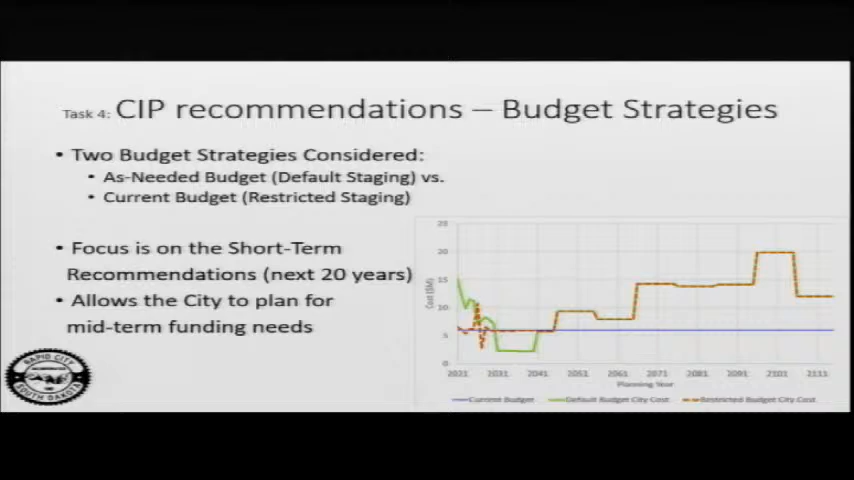 Task 4: CIP recommendations – Budget Strategies
• Two Budget Strategies Considered:
• As-Needed Budget (Default Staging) vs.
• Current Budget (Restricted Staging)
• Focus is on the Short-Term
Recommendations (next 20 years)
• Allows the City to plan for
mid-term funding needs
RAPID CITY
SOUTH DAKOTA
25
20
15
10
5
0
Cost ($M)
2021 2031 2041 2051 2061 2071 2081 2091 2101 2111
Planning Year
Current Budget Default Budget City Cost Restricted Budget City Cost